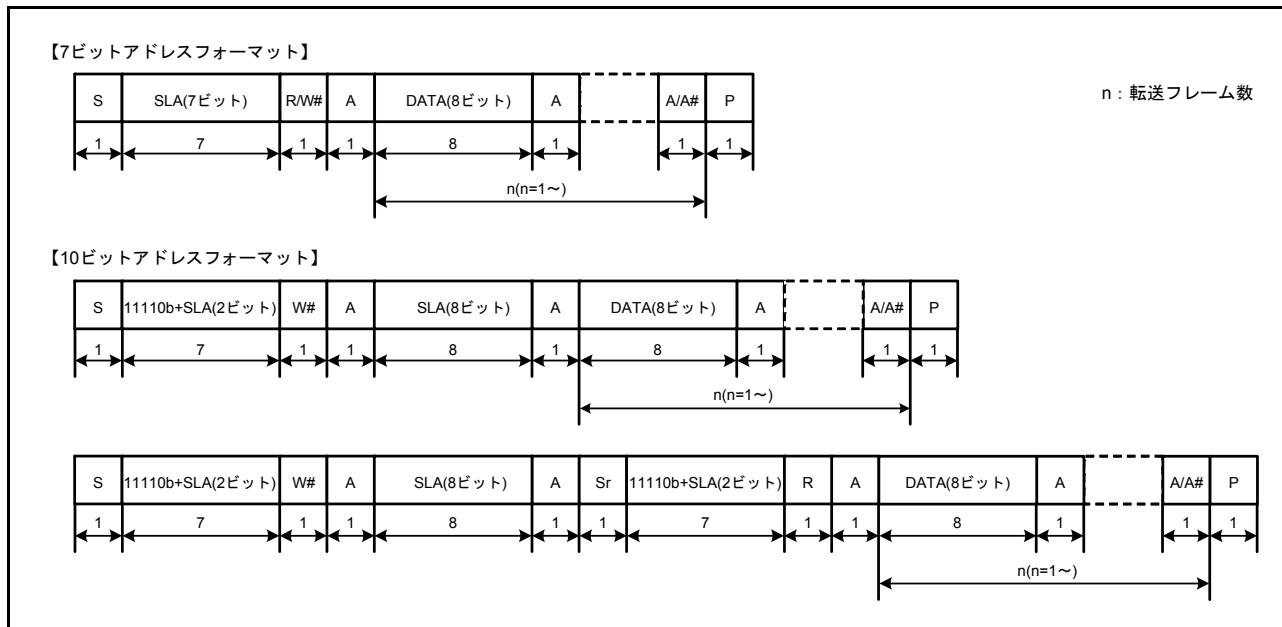 【7ビットアドレスフォーマット】
n：転送フレーム数
S SLA(7ビット) R/W# A DATA(8ビット) A A/A# P
1 7 1 1 8 1 1 1
n(n=1～)
【10ビットアドレスフォーマット】
S 11110b+SLA(2ビット) W# A SLA(8ビット) A DATA(8ビット) A A/A# P
1 7 1 1 8 1 8 1 1 1
n(n=1～)
S 11110b+SLA(2ビット) W# A SLA(8ビット) A Sr 11110b+SLA(2ビット) R A DATA(8ビット) A A/A# P
1 7 1 1 8 1 1 7 1 1 8 1 1 1
n(n=1～)